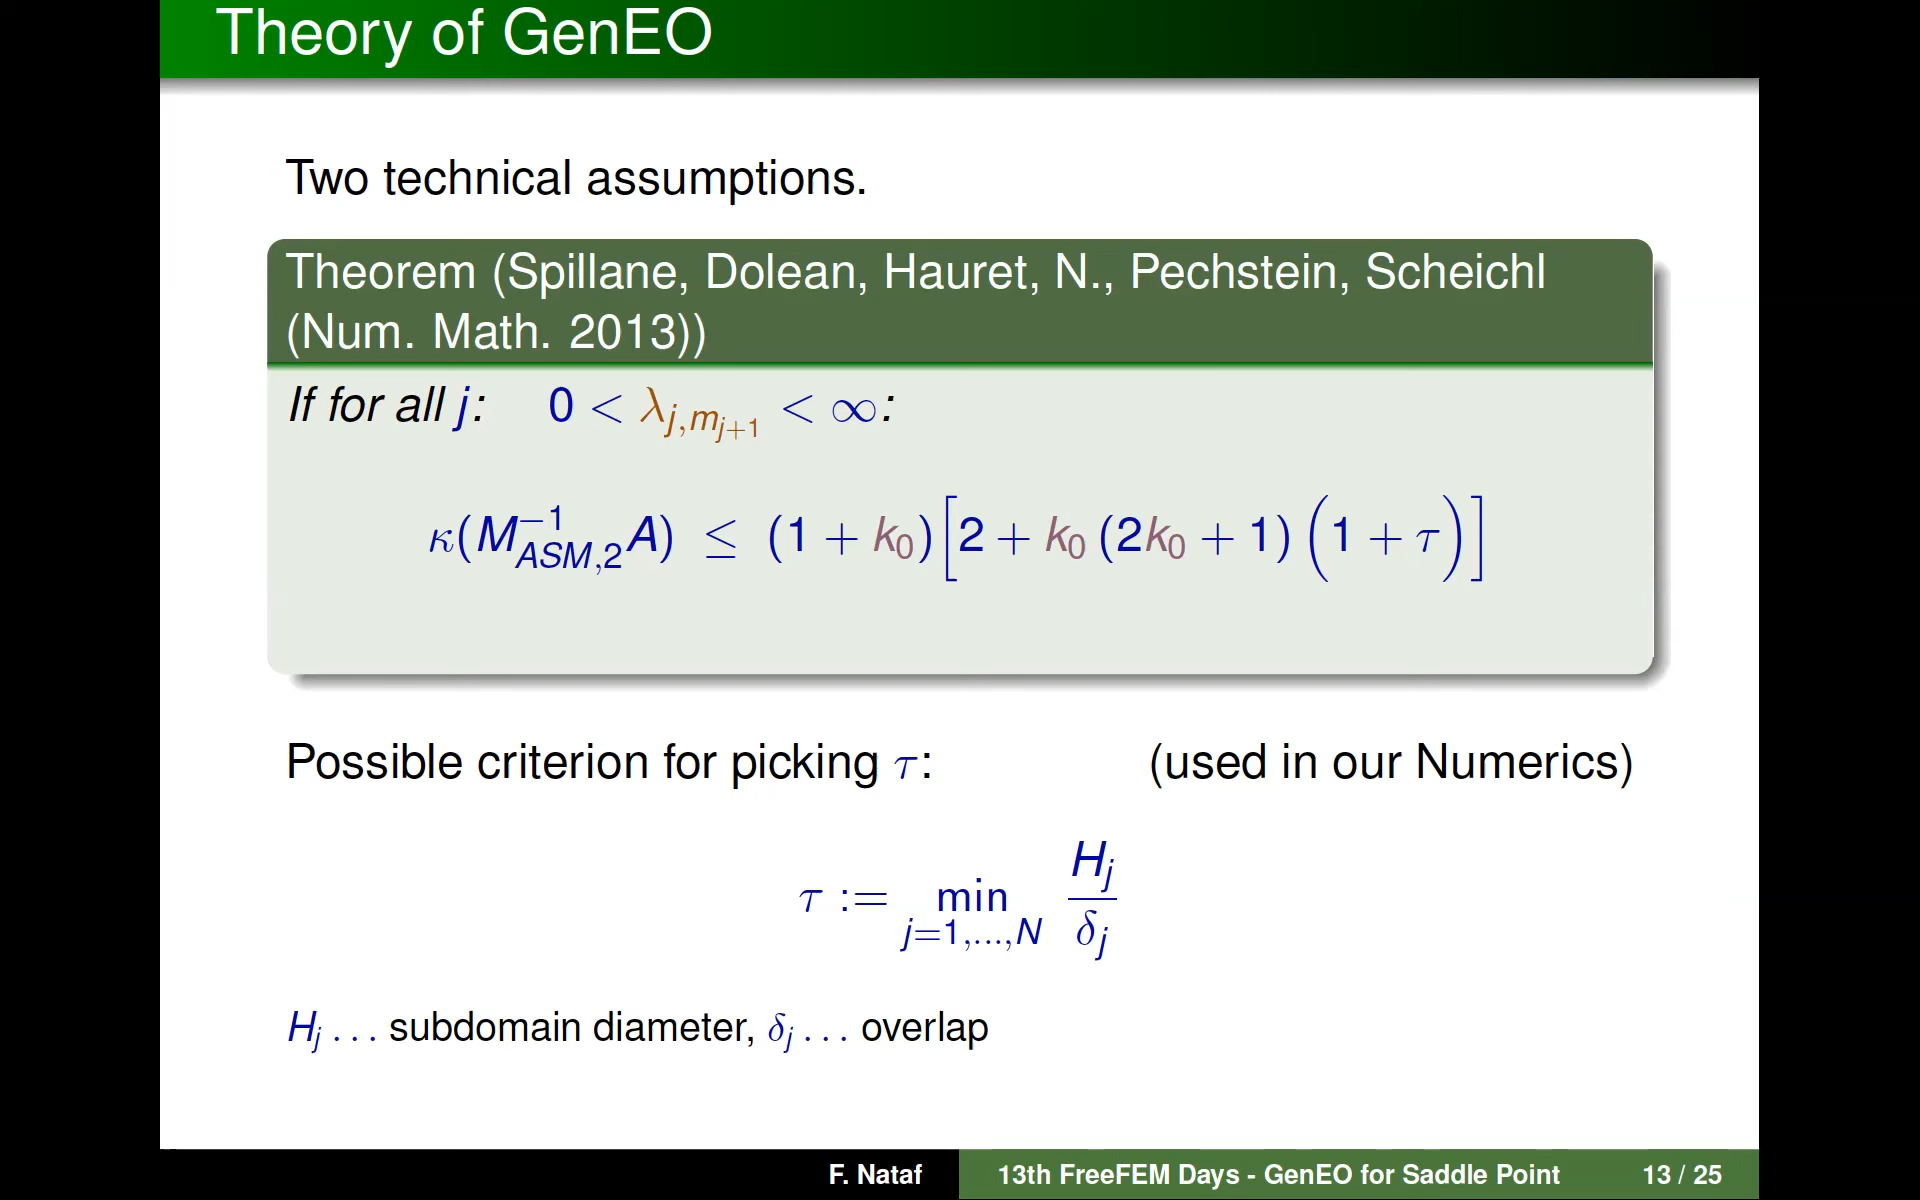 Theory of GenEO
Two technical assumptions.
Theorem (Spillane, Dolean, Hauret, N., Pechstein, Scheichl
(Num. Math. 2013))
If for all j: 0 < λ_{j,m_{j+1}} < ∞:
κ(M_{ASM,2}^{-1} A) ≤ (1 + k_0)[2 + k_0 (2k_0 + 1)(1 + τ)]
Possible criterion for picking τ: (used in our Numerics)
τ := min_{j=1,...,N} H_j / δ_j
H_j ... subdomain diameter, δ_j ... overlap
F. Nataf 13th FreeFEM Days - GenEO for Saddle Point 13 / 25